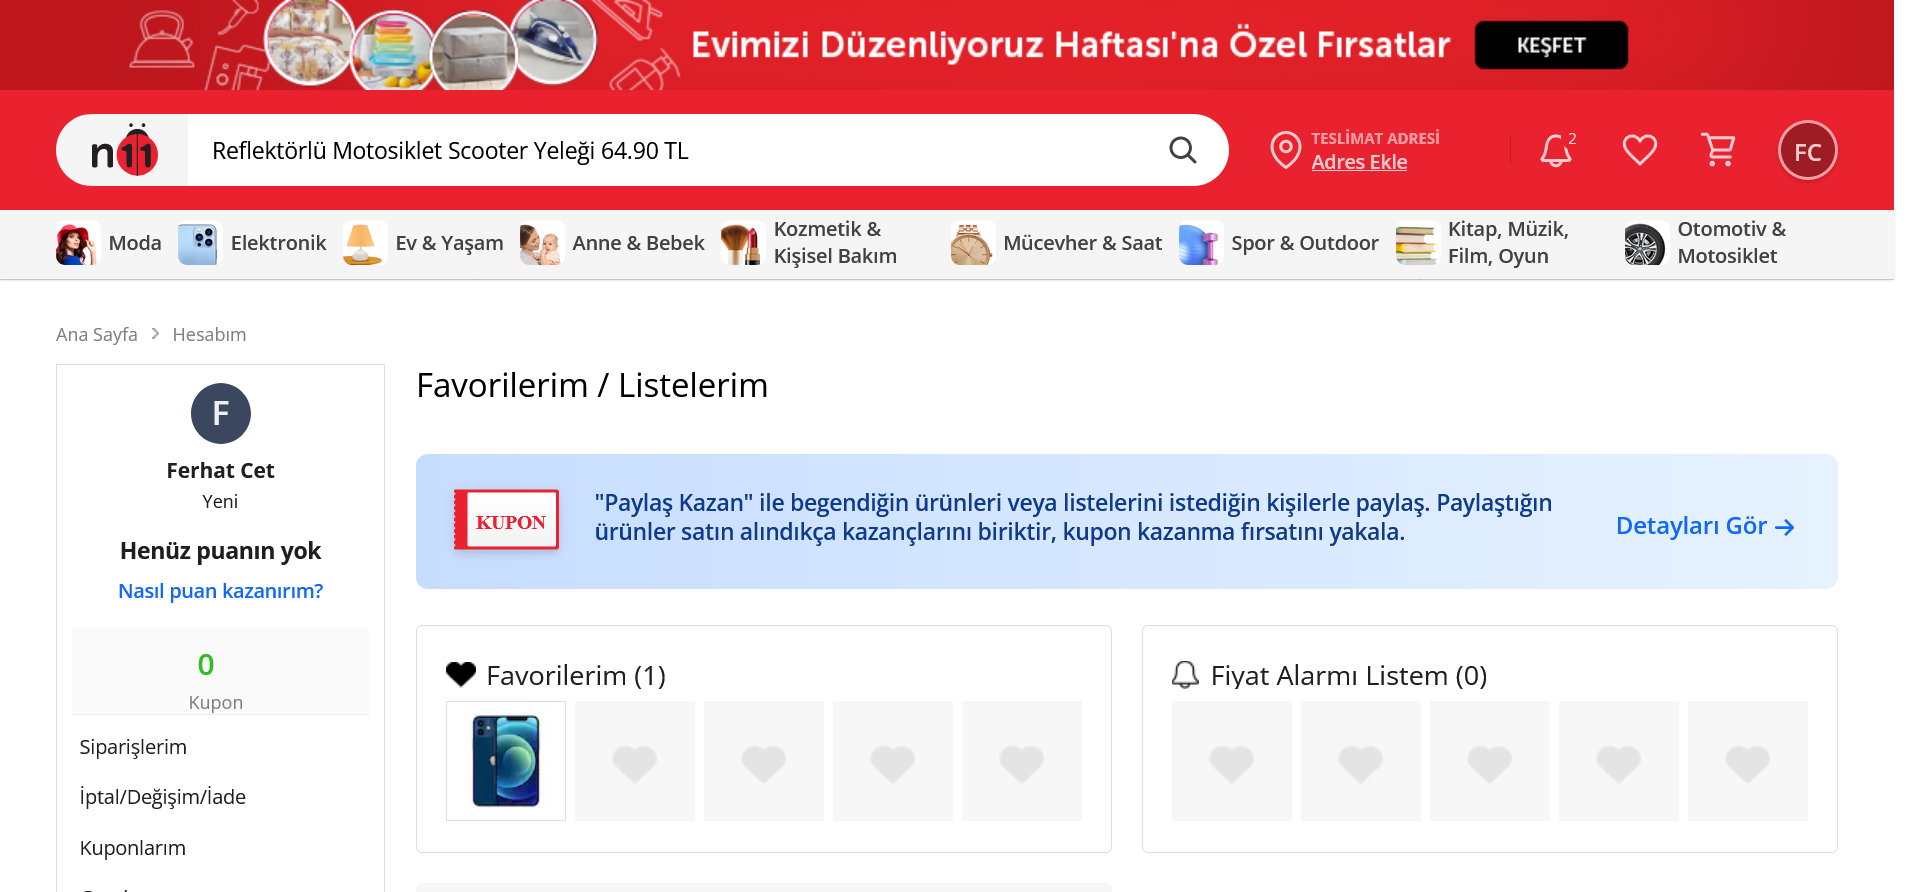 Evimizi Düzenliyoruz Haftası'na Özel Fırsatlar
KEŞFET
n11
Reflektörlü Motosiklet Scooter Yeleği 64.90 TL
TESLİMAT ADRESİ
Adres Ekle
2
FC
Moda
Elektronik
Ev & Yaşam
Anne & Bebek
Kozmetik &
Kişisel Bakım
Mücevher & Saat
Spor & Outdoor
Kitap, Müzik,
Film, Oyun
Otomotiv &
Motosiklet
Ana Sayfa > Hesabım
F
Ferhat Cet
Yeni
Henüz puanın yok
Nasıl puan kazanırım?
0
Kupon
Siparişlerim
İptal/Değişim/İade
Kuponlarım
Favorilerim / Listelerim
KUPON
"Paylaş Kazan" ile begendiğin ürünleri veya listelerini istediğin kişilerle paylaş. Paylaştığın
ürünler satın alındıkça kazançlarını biriktir, kupon kazanma fırsatını yakala.
Detayları Gör →
Favorilerim (1)
Fiyat Alarmı Listem (0)